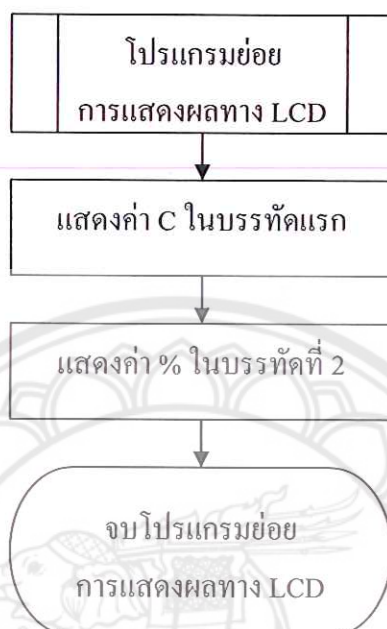 โปรแกรมย่อย
การแสดงผลทาง LCD
แสดงค่า C ในบรรทัดแรก
แสดงค่า % ในบรรทัดที่ 2
จบโปรแกรมย่อย
การแสดงผลทาง LCD